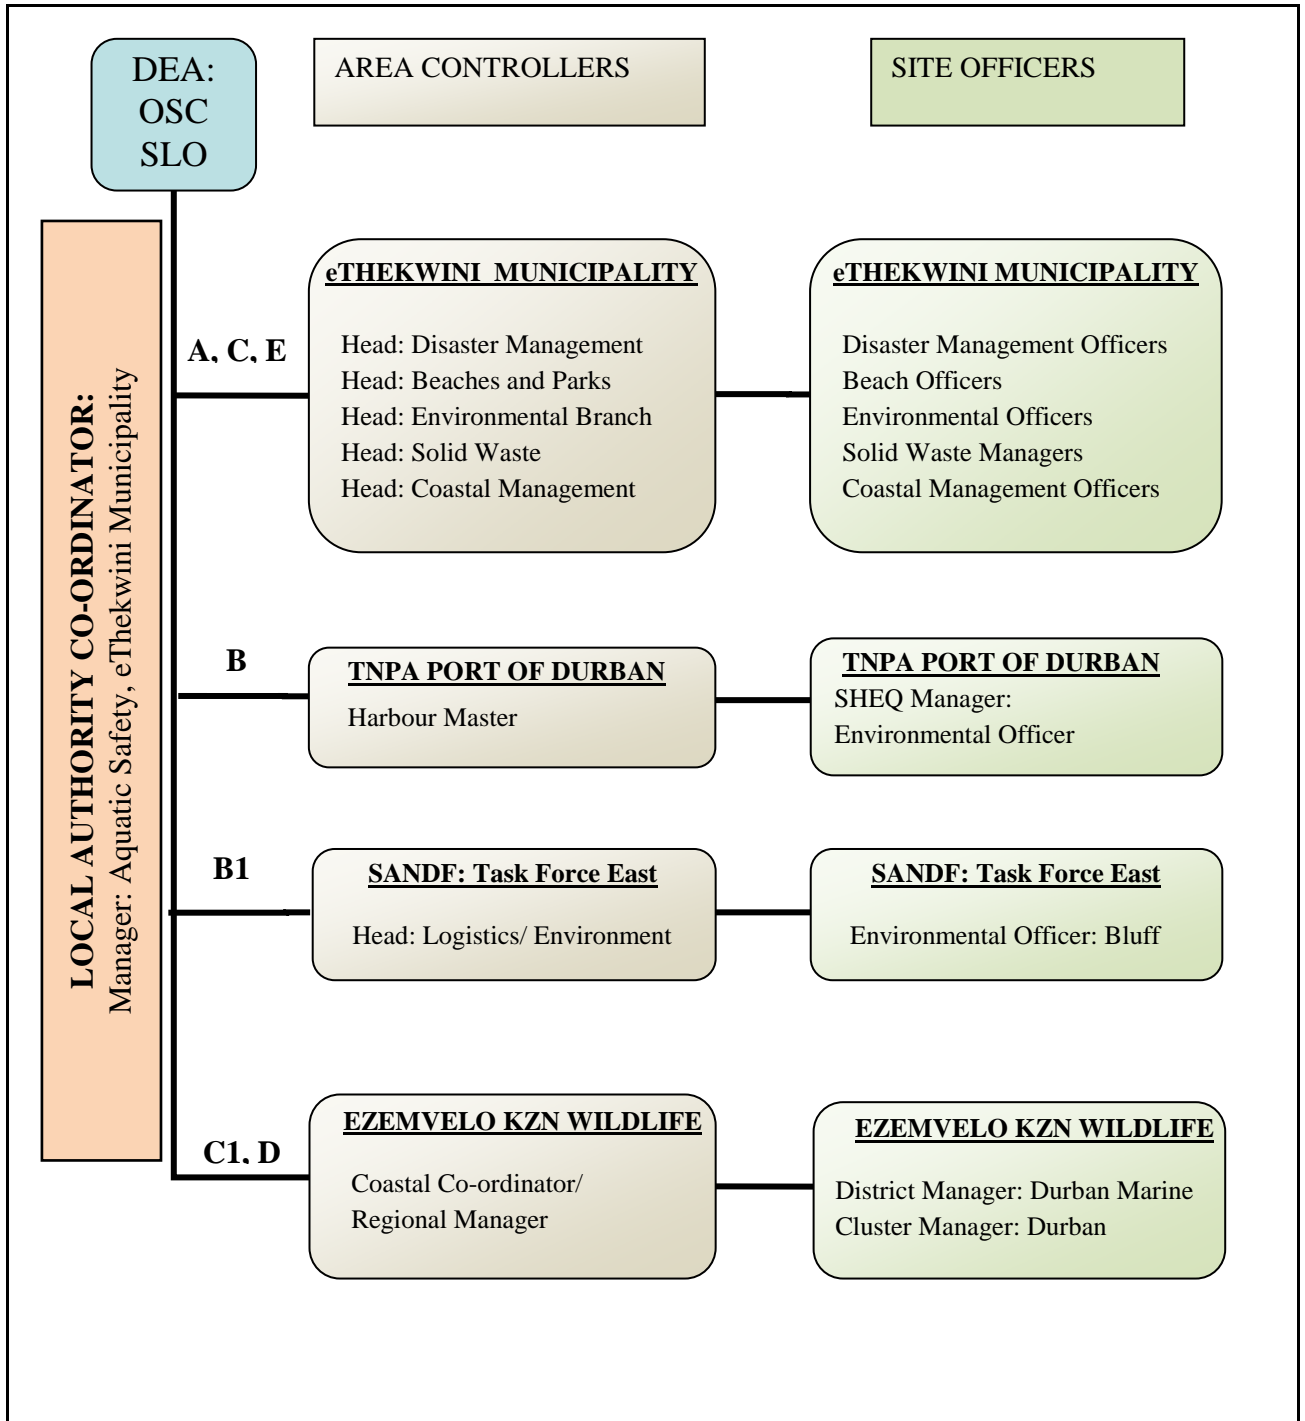 DEA:
OSC
SLO
AREA CONTROLLERS
SITE OFFICERS
LOCAL AUTHORITY CO-ORDINATOR:
Manager: Aquatic Safety, eThekwini Municipality
A, C, E
eTHEKWINI MUNICIPALITY
Head: Disaster Management
Head: Beaches and Parks
Head: Environmental Branch
Head: Solid Waste
Head: Coastal Management
eTHEKWINI MUNICIPALITY
Disaster Management Officers
Beach Officers
Environmental Officers
Solid Waste Managers
Coastal Management Officers
B
TNPA PORT OF DURBAN
Harbour Master
TNPA PORT OF DURBAN
SHEQ Manager:
Environmental Officer
B1
SANDF: Task Force East
Head: Logistics/ Environment
SANDF: Task Force East
Environmental Officer: Bluff
C1, D
EZEMVELO KZN WILDLIFE
Coastal Co-ordinator/
Regional Manager
EZEMVELO KZN WILDLIFE
District Manager: Durban Marine
Cluster Manager: Durban